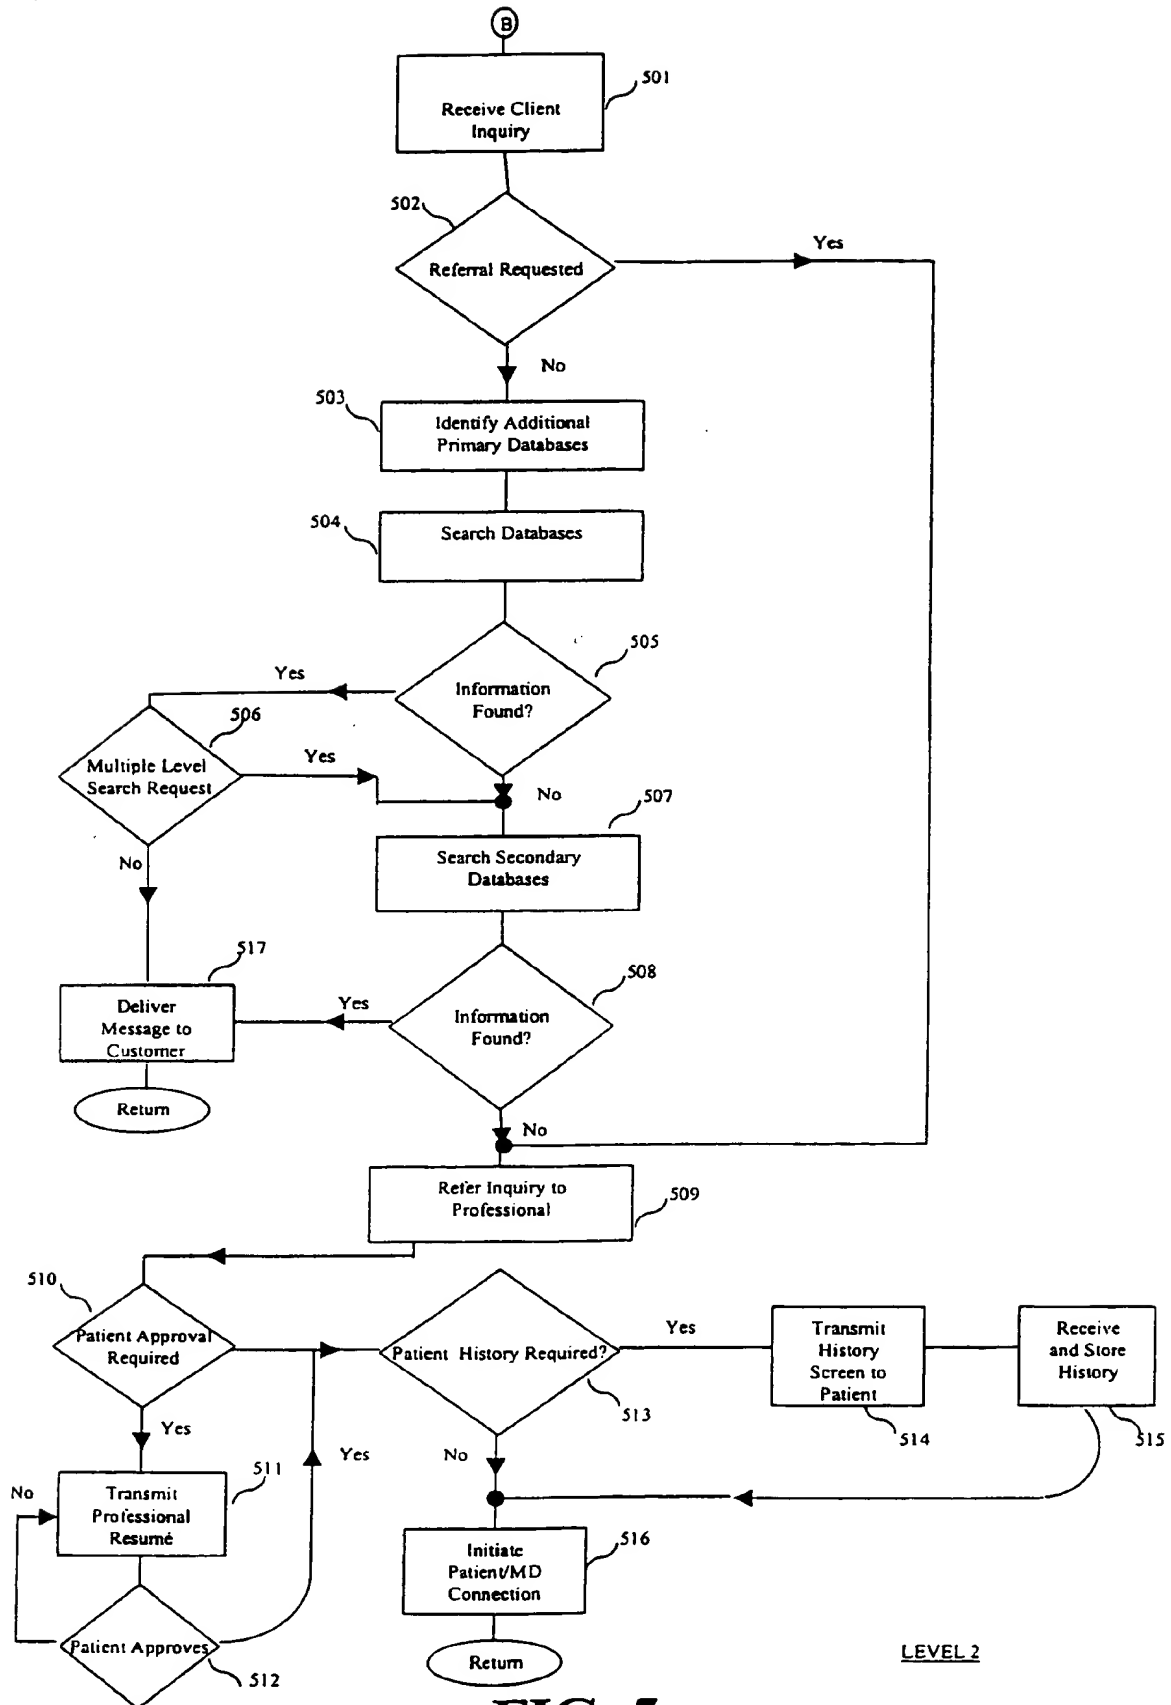 B
Receive Client
Inquiry
501
502
Referral Requested
Yes
No
503
Identify Additional
Primary Databases
504
Search Databases
505
Information
Found?
Yes
506
Multiple Level
Search Request
Yes
No
No
507
Search Secondary
Databases
517
Deliver
Message to
Customer
Yes
508
Information
Found?
Return
No
Refer Inquiry to
Professional
509
510
Patient Approval
Required
Patient History Required?
513
Yes
Transmit
History
Screen to
Patient
514
Receive
and Store
History
515
Yes
No
Yes
No
511
Transmit
Professional
Resumé
Initiate
Patient/MD
Connection
516
Patient Approves
512
Return
LEVEL 2